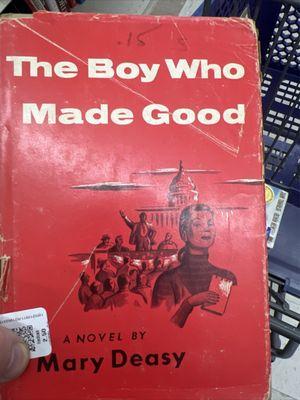 .15
The Boy Who
Made Good
A NOVEL BY
Mary Deasy